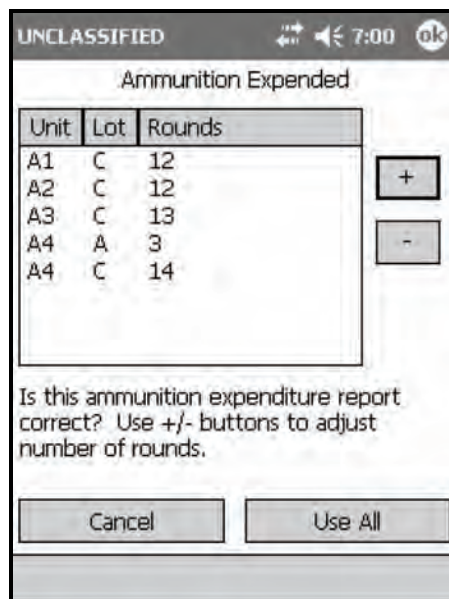 UNCLASSIFIED 7:00 ok
Ammunition Expended
Unit Lot Rounds
A1 C 12
A2 C 12
A3 C 13
A4 A 3
A4 C 14
+
-
Is this ammunition expenditure report
correct? Use +/- buttons to adjust
number of rounds.
Cancel Use All